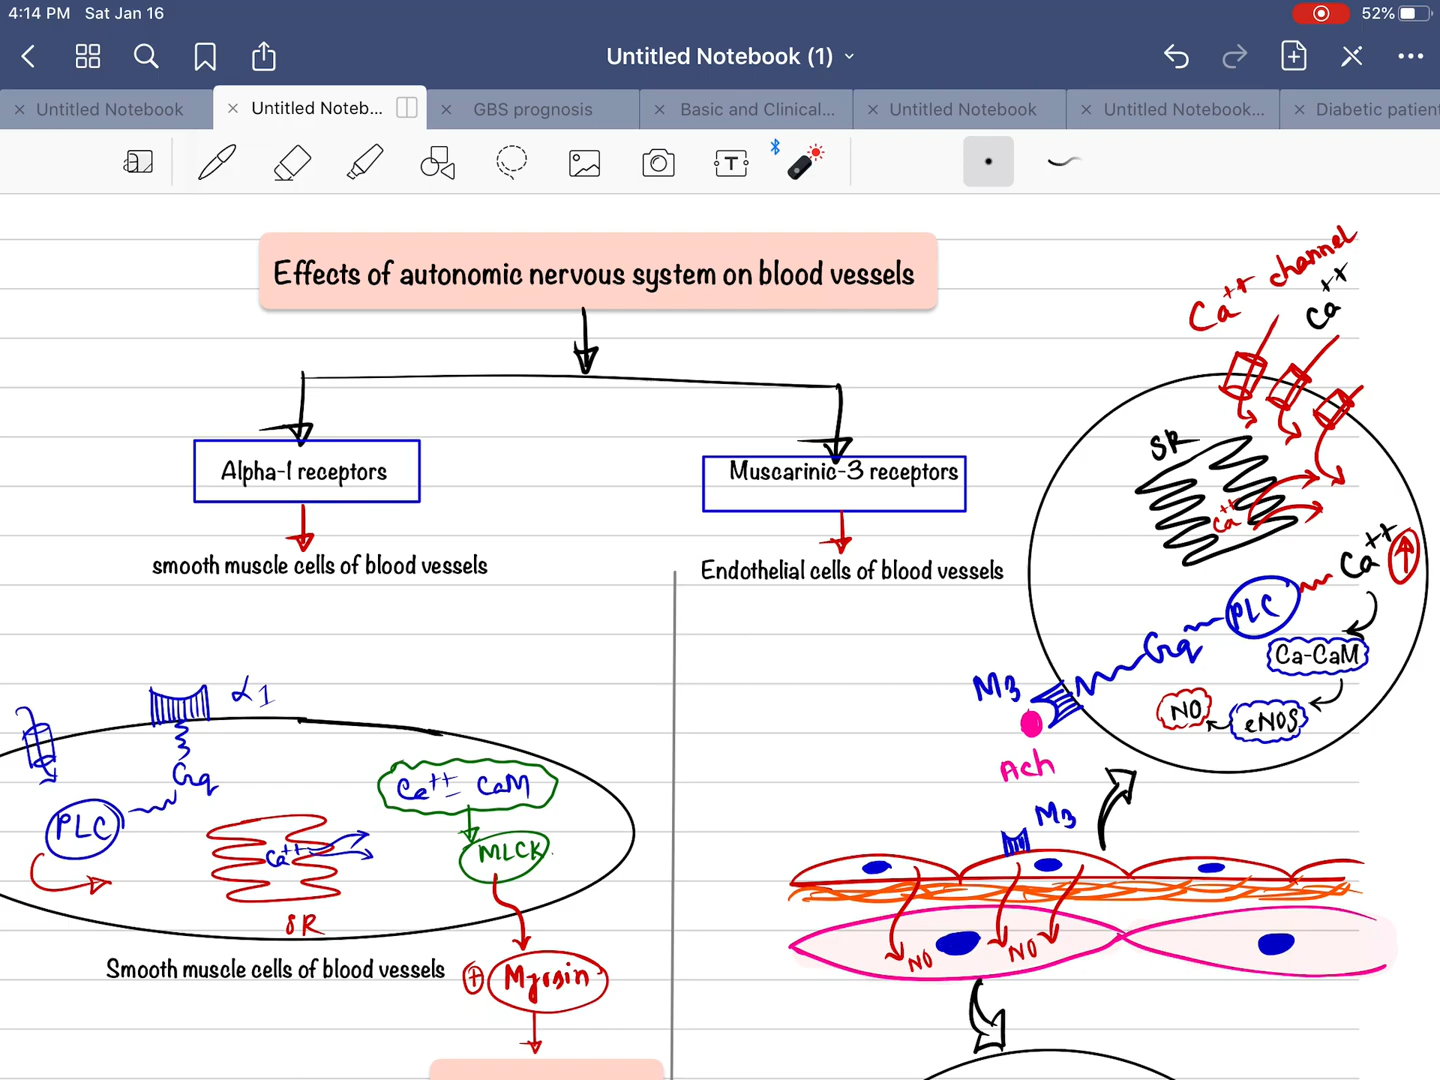 4:14 PM Sat Jan 16
52%
Untitled Notebook (1)
Untitled Notebook
Untitled Noteb...
GBS prognosis
Basic and Clinical...
Untitled Notebook
Untitled Notebook...
Diabetic patient
T
Effects of autonomic nervous system on blood vessels
Ca++ channel
Ca++
Alpha-1 receptors
Muscarinic-3 receptors
SR
Ca++
smooth muscle cells of blood vessels
Endothelial cells of blood vessels
Ca++ ↑
PLC
Gq
Ca-CaM
M3
NO
eNOS
Ach
α1
Gq
PLC
Ca++ - CaM
MLCK
Ca++
SR
M3
NO
NO
Smooth muscle cells of blood vessels
+ Myosin